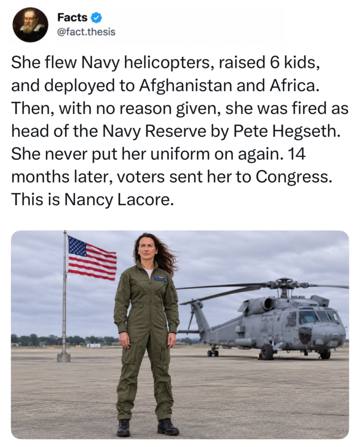 Facts
@fact.thesis
She flew Navy helicopters, raised 6 kids,
and deployed to Afghanistan and Africa.
Then, with no reason given, she was fired as
head of the Navy Reserve by Pete Hegseth.
She never put her uniform on again. 14
months later, voters sent her to Congress.
This is Nancy Lacore.